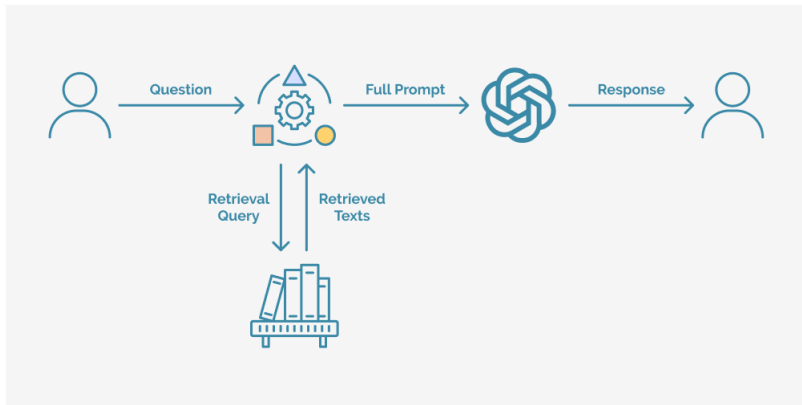 Question
Full Prompt
Response
Retrieval
Query
Retrieved
Texts